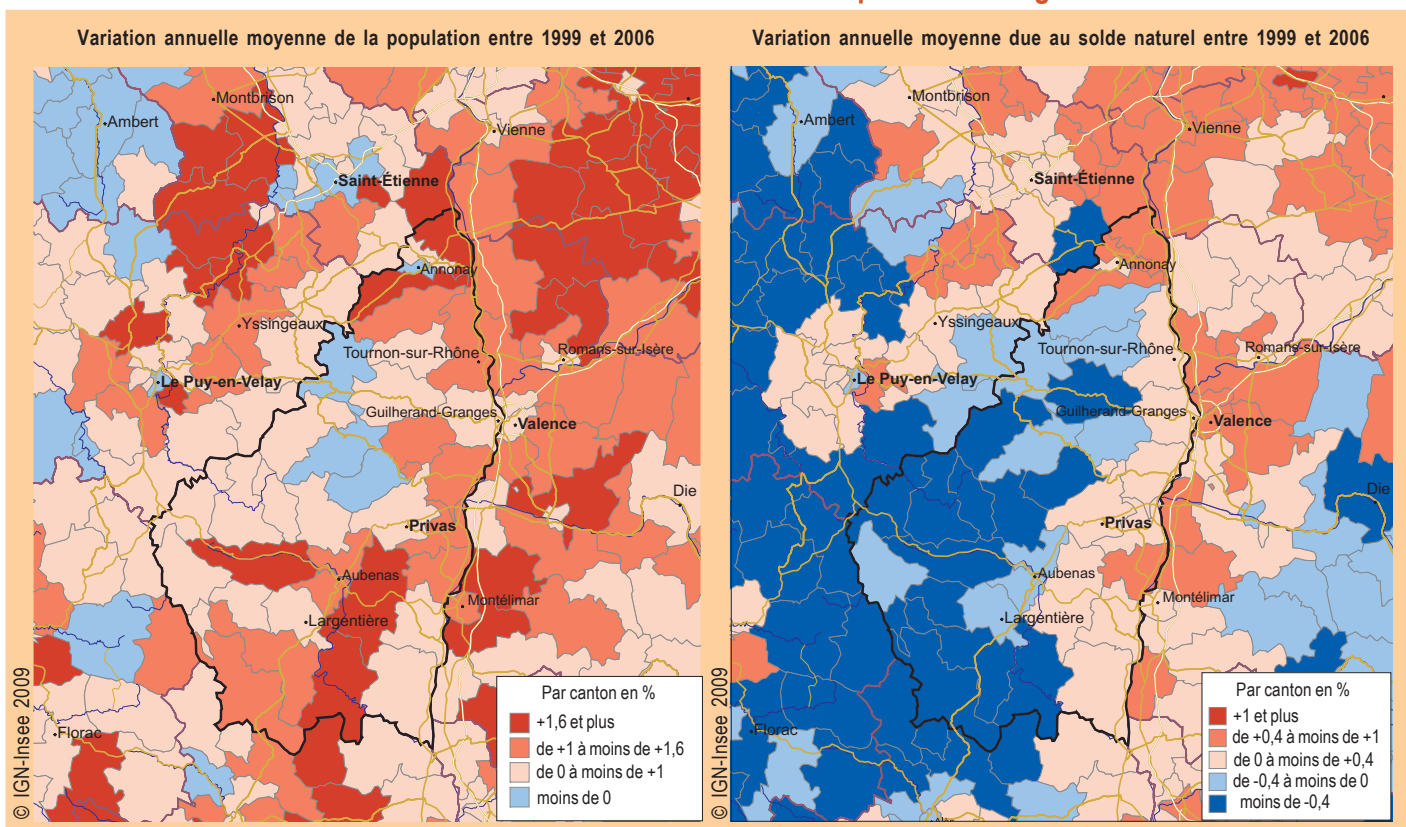 Variation annuelle moyenne de la population entre 1999 et 2006
Montbrison
Ambert
Vienne
Saint-Étienne
Annonay
Yssingeaux
Tournon-sur-Rhône
Romans-sur-Isère
Le Puy-en-Velay
Guilherand-Granges
Valence
Die
Privas
Aubenas
Montélimar
Largentière
Florac
Par canton en %
+1,6 et plus
de +1 à moins de +1,6
de 0 à moins de +1
moins de 0
© IGN-Insee 2009
Variation annuelle moyenne due au solde naturel entre 1999 et 2006
Montbrison
Ambert
Vienne
Saint-Étienne
Annonay
Yssingeaux
Tournon-sur-Rhône
Romans-sur-Isère
Le Puy-en-Velay
Guilherand-Granges
Valence
Die
Privas
Aubenas
Montélimar
Largentière
Florac
Par canton en %
+1 et plus
de +0,4 à moins de +1
de 0 à moins de +0,4
de -0,4 à moins de 0
moins de -0,4
© IGN-Insee 2009